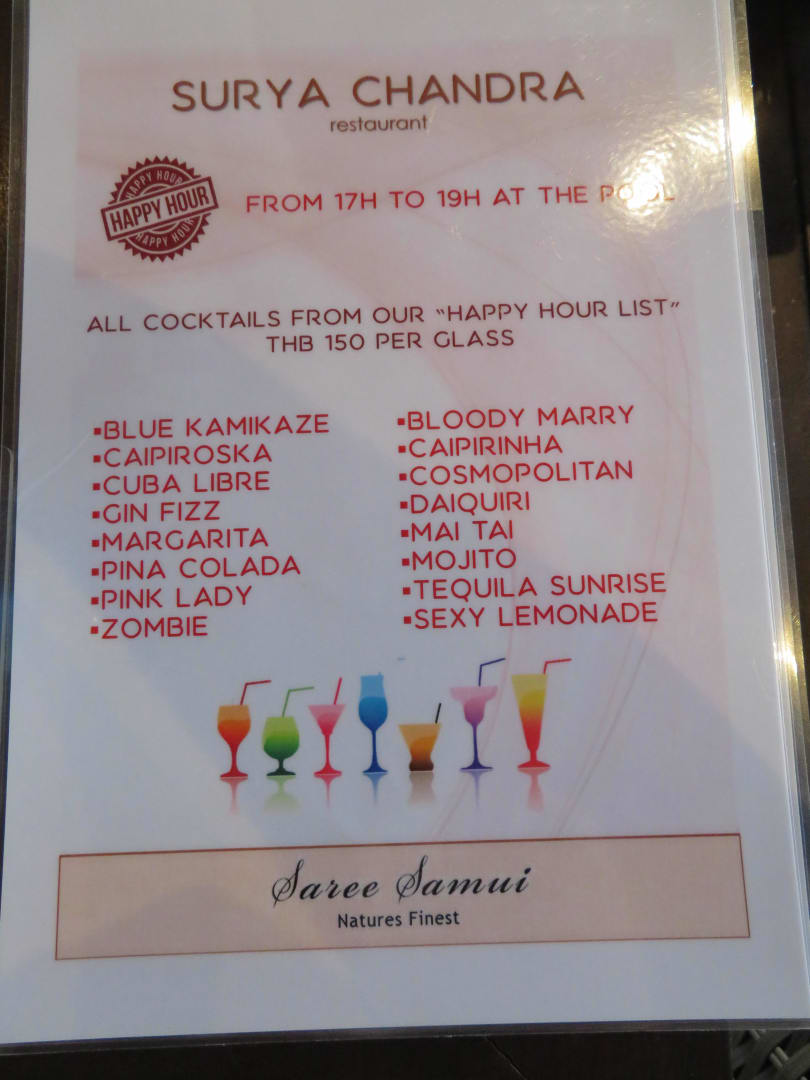 SURYA CHANDRA
restaurant
HAPPY HOUR
HAPPY HOUR
HAPPY HOUR
FROM 17H TO 19H AT THE POOL
ALL COCKTAILS FROM OUR "HAPPY HOUR LIST"
THB 150 PER GLASS
▪BLUE KAMIKAZE
▪CAIPIROSKA
▪CUBA LIBRE
▪GIN FIZZ
▪MARGARITA
▪PINA COLADA
▪PINK LADY
▪ZOMBIE
▪BLOODY MARRY
▪CAIPIRINHA
▪COSMOPOLITAN
▪DAIQUIRI
▪MAI TAI
▪MOJITO
▪TEQUILA SUNRISE
▪SEXY LEMONADE
Saree Samui
Natures Finest